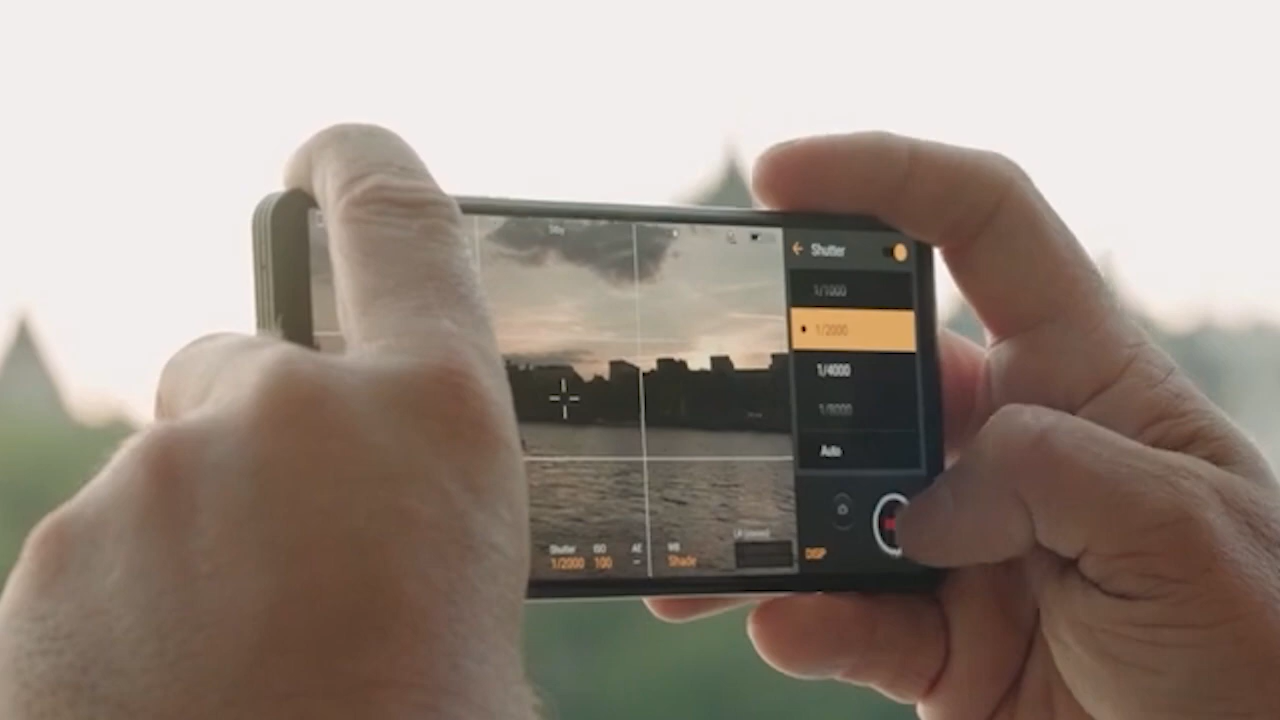 Stby
Shutter
1/1000
1/2000
1/4000
1/8000
Auto
Shutter ISO AE WB
1/2000 100 -- Shade
DISP